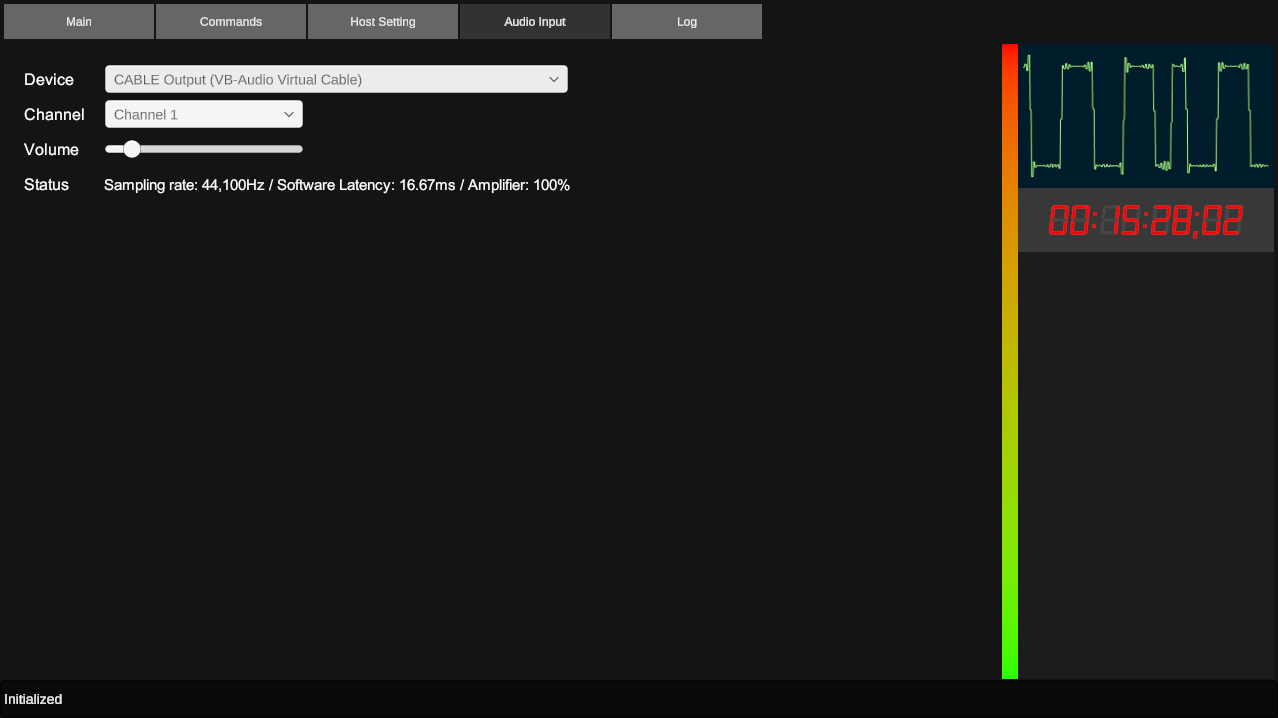 Main Commands Host Setting Audio Input Log
Device CABLE Output (VB-Audio Virtual Cable)
Channel Channel 1
Volume
Status Sampling rate: 44,100Hz / Software Latency: 16.67ms / Amplifier: 100%
00:15:28;02
Initialized